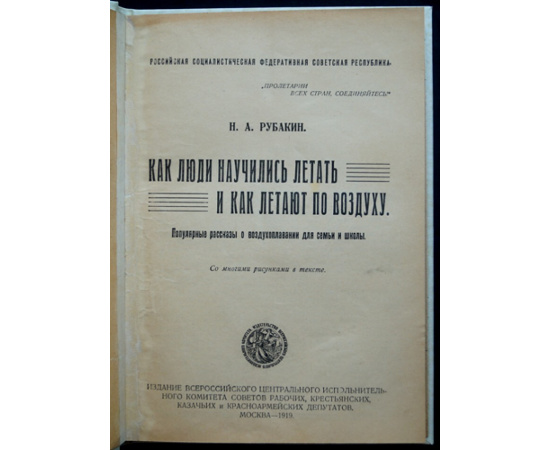 РОССИЙСКАЯ СОЦИАЛИСТИЧЕСКАЯ ФЕДЕРАТИВНАЯ СОВЕТСКАЯ РЕСПУБЛИКА.
„ПРОЛЕТАРИИ
ВСЕХ СТРАН, СОЕДИНЯЙТЕСЬ!"
Н. А. РУБАКИН.
КАК ЛЮДИ НАУЧИЛИСЬ ЛЕТАТЬ
И КАК ЛЕТАЮТ ПО ВОЗДУХУ.
Популярные рассказы о воздухоплавании для семьи и школы.
Со многими рисунками в тексте.
ИЗДАНИЕ ВСЕРОССИЙСКОГО ЦЕНТРАЛЬНОГО ИСПОЛНИТЕЛЬ-
НОГО КОМИТЕТА СОВЕТОВ РАБОЧИХ, КРЕСТЬЯНСКИХ,
КАЗАЧЬИХ и КРАСНОАРМЕЙСКИХ ДЕПУТАТОВ.
МОСКВА—1919.